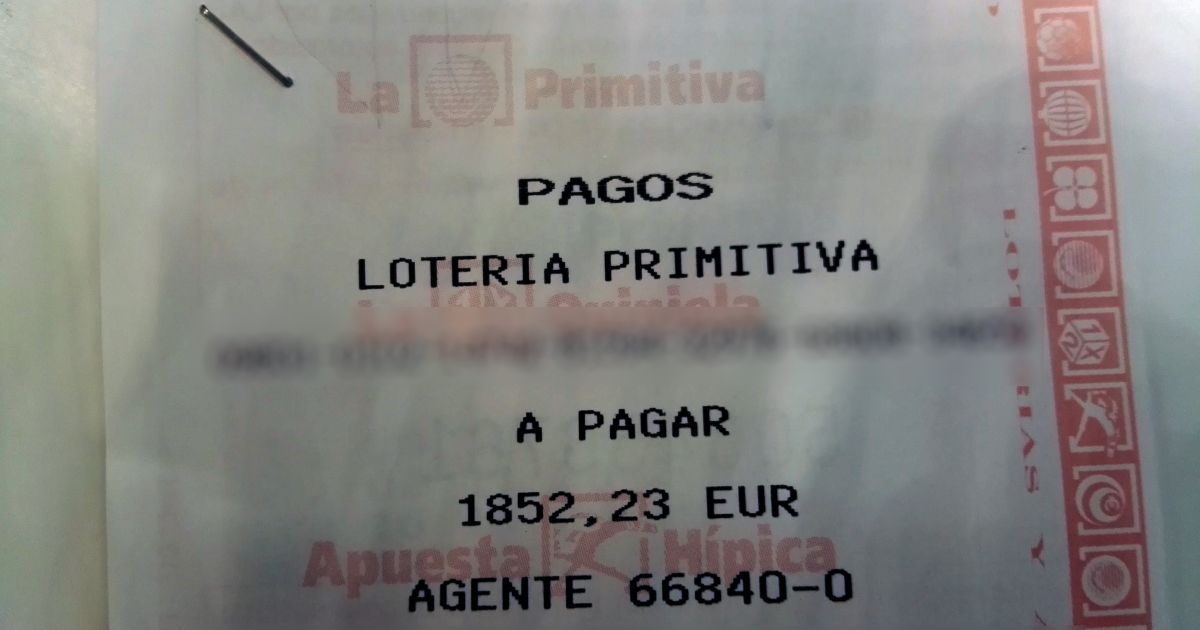 La Primitiva
PAGOS
LOTERIA PRIMITIVA
A PAGAR
1852,23 EUR
Apuesta Hípica
AGENTE 66840-0